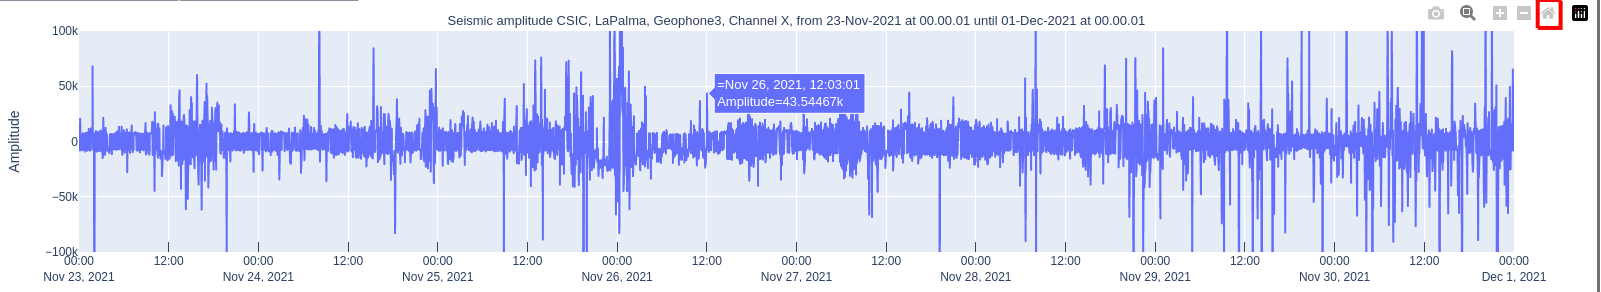 Seismic amplitude CSIC, LaPalma, Geophone3, Channel X, from 23-Nov-2021 at 00.00.01 until 01-Dec-2021 at 00.00.01
Amplitude
100k
50k
0
−50k
−100k
=Nov 26, 2021, 12:03:01
Amplitude=43.54467k
00:00 12:00 00:00 12:00 00:00 12:00 00:00 12:00 00:00 12:00 00:00 12:00 00:00 12:00 00:00 12:00 00:00
Nov 23, 2021 Nov 24, 2021 Nov 25, 2021 Nov 26, 2021 Nov 27, 2021 Nov 28, 2021 Nov 29, 2021 Nov 30, 2021 Dec 1, 2021